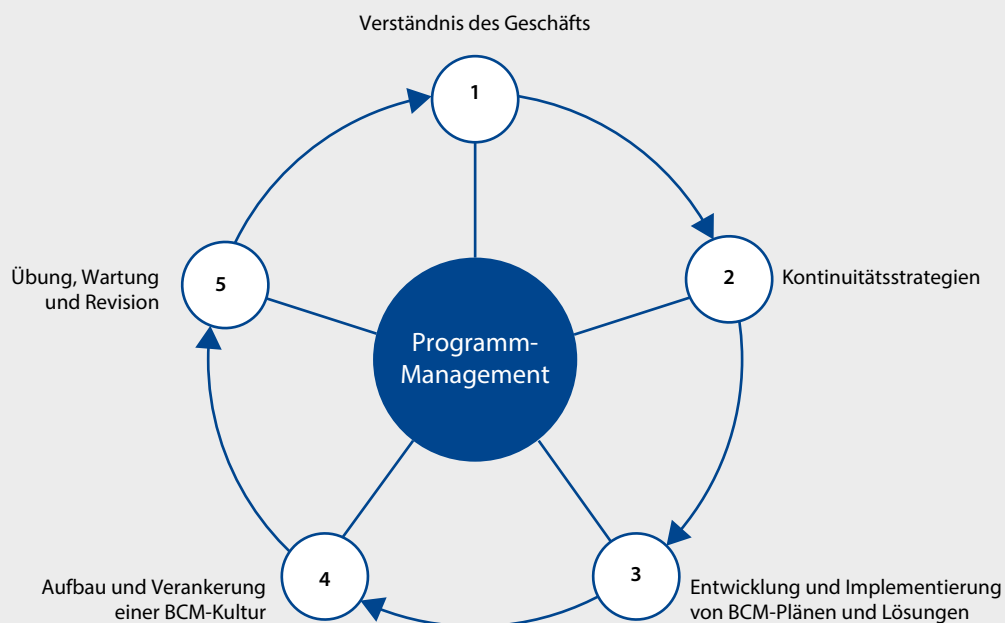 Verständnis des Geschäfts
1
2
Kontinuitätsstrategien
Übung, Wartung
und Revision
5
Programm-
Management
3
Entwicklung und Implementierung
von BCM-Plänen und Lösungen
4
Aufbau und Verankerung
einer BCM-Kultur